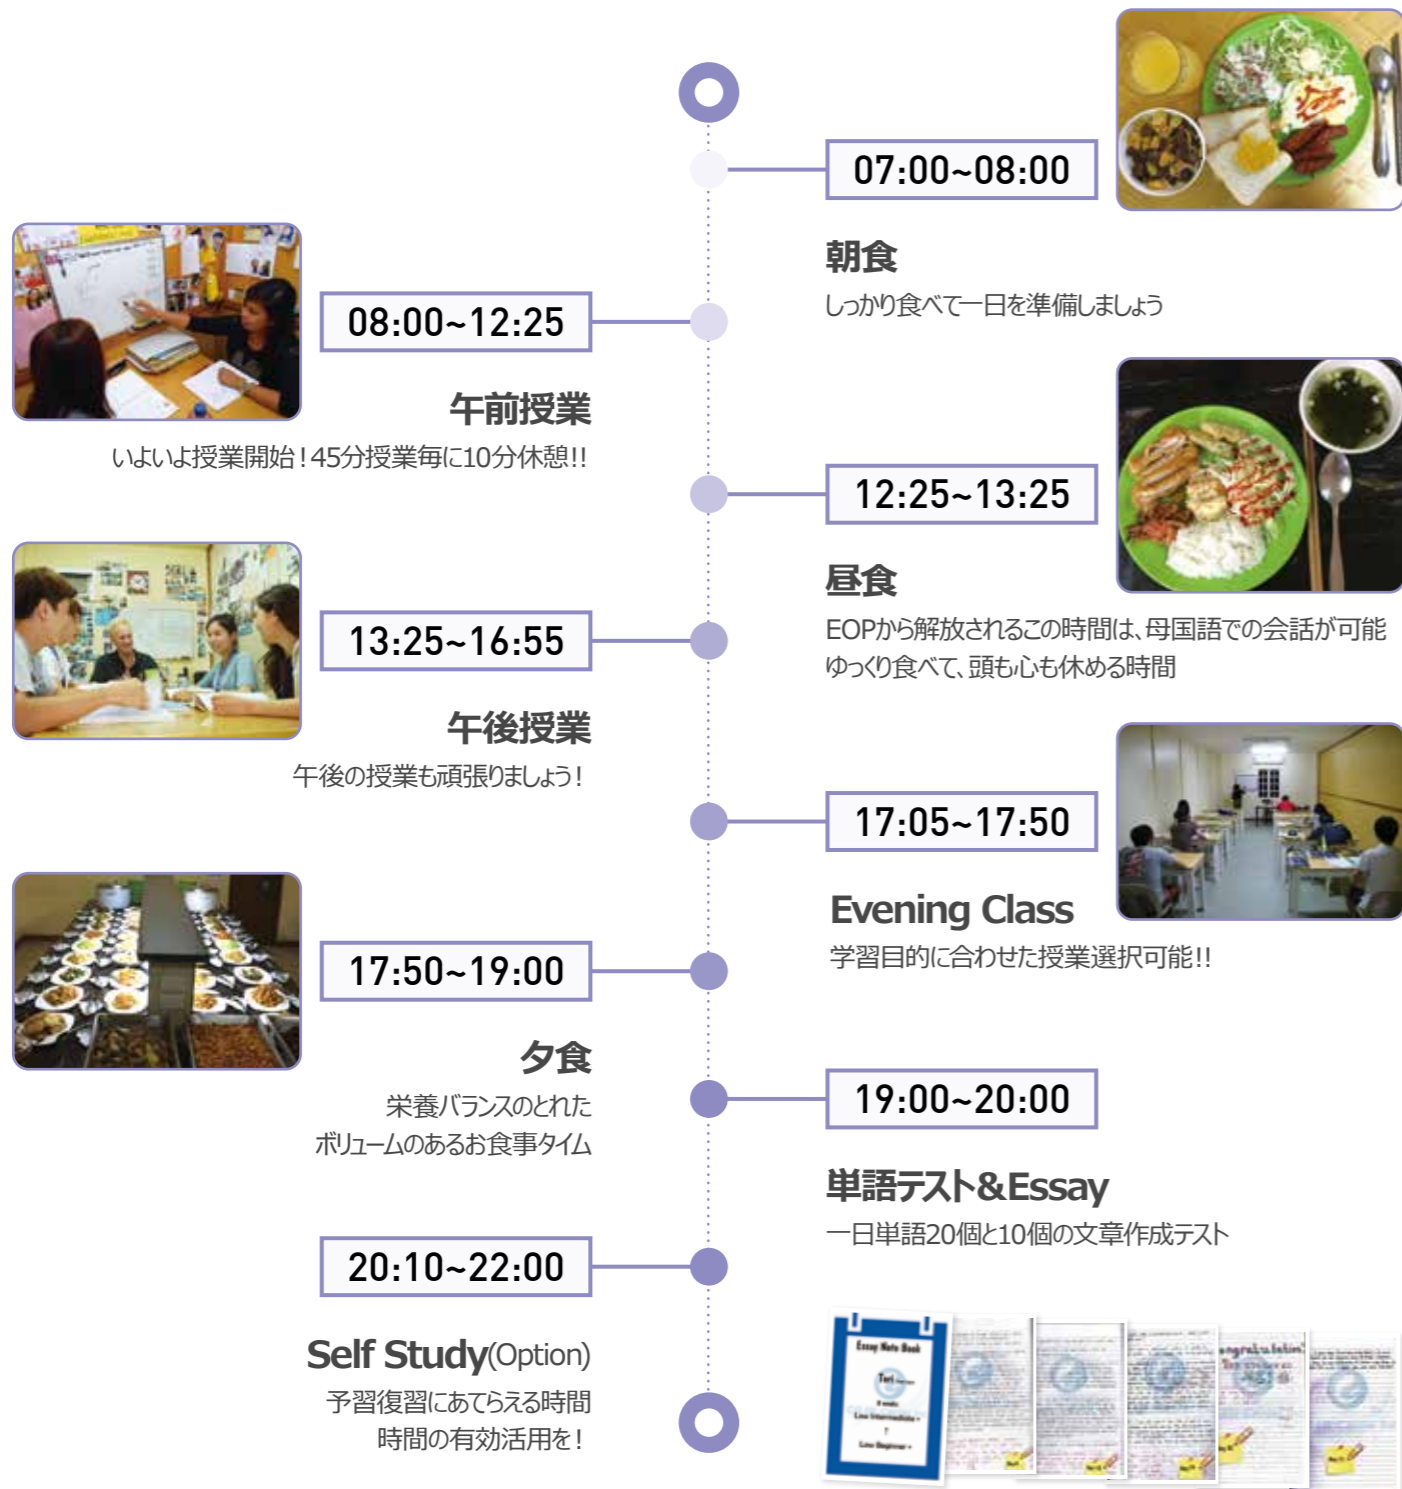 07:00~08:00
朝食
しっかり食べて一日を準備しましょう
08:00~12:25
午前授業
いよいよ授業開始！45分授業毎に10分休憩!!
12:25~13:25
昼食
EOPから解放されるこの時間は、母国語での会話が可能
ゆっくり食べて、頭も心も休める時間
13:25~16:55
午後授業
午後の授業も頑張りましょう！
17:05~17:50
Evening Class
学習目的に合わせた授業選択可能!!
17:50~19:00
夕食
栄養バランスのとれた
ボリュームのあるお食事タイム
19:00~20:00
単語テスト&Essay
一日単語20個と10個の文章作成テスト
20:10~22:00
Self Study(Option)
予習復習にあてらえる時間
時間の有効活用を！
Essay Note Book
Low Intermediate +
Low Beginner +